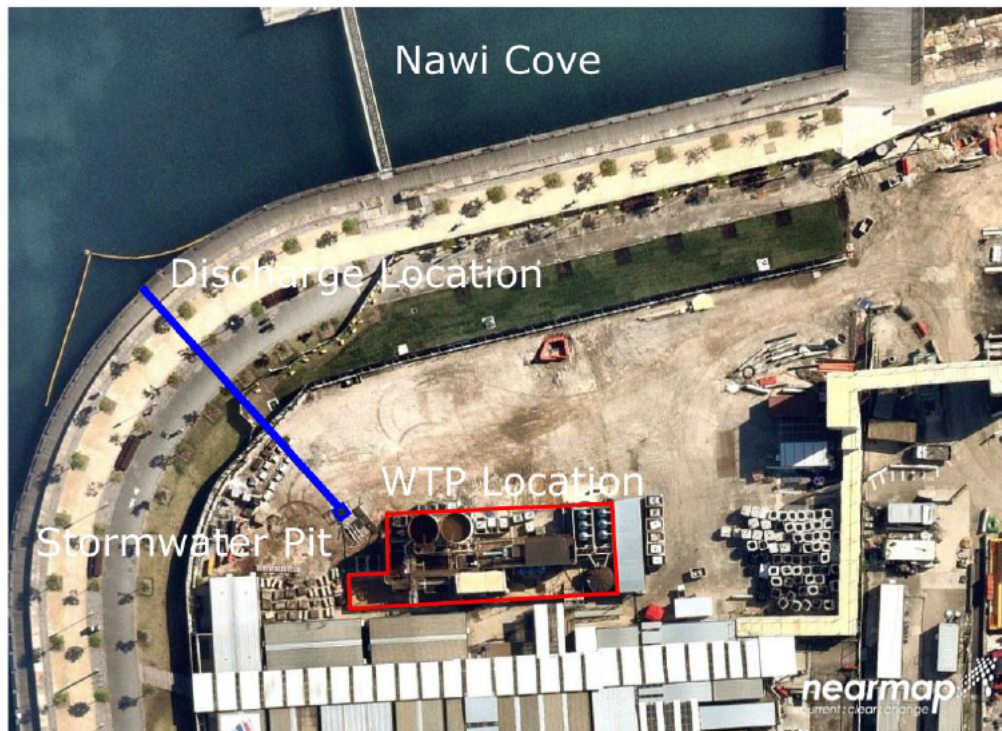 Nawi Cove
Discharge Location
WTP Location
Stormwater Pit
nearmap
current : clear : change